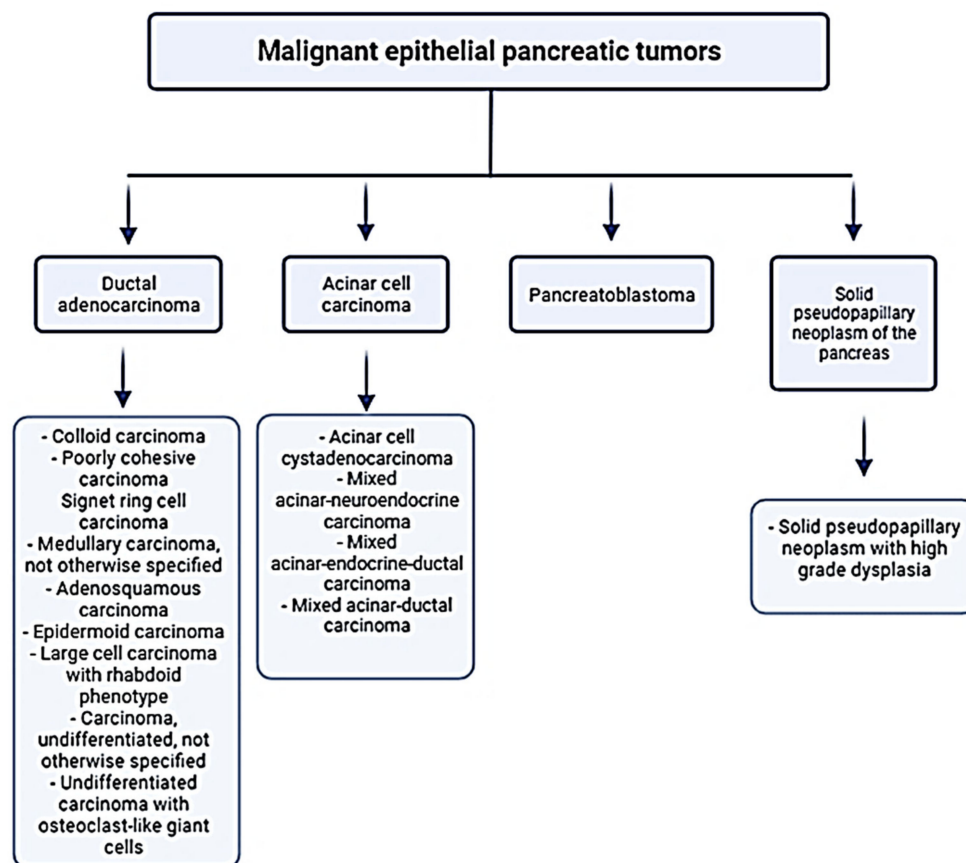 Malignant epithelial pancreatic tumors
Ductal
adenocarcinoma
Acinar cell
carcinoma
Pancreatoblastoma
Solid
pseudopapillary
neoplasm of the
pancreas
- Colloid carcinoma
- Poorly cohesive
carcinoma
Signet ring cell
carcinoma
- Medullary carcinoma,
not otherwise specified
- Adenosquamous
carcinoma
- Epidermoid carcinoma
- Large cell carcinoma
with rhabdoid
phenotype
- Carcinoma,
undifferentiated, not
otherwise specified
- Undifferentiated
carcinoma with
osteoclast-like giant
cells
- Acinar cell
cystadenocarcinoma
- Mixed
acinar-neuroendocrine
carcinoma
- Mixed
acinar-endocrine-ductal
carcinoma
- Mixed acinar-ductal
carcinoma
- Solid pseudopapillary
neoplasm with high
grade dysplasia